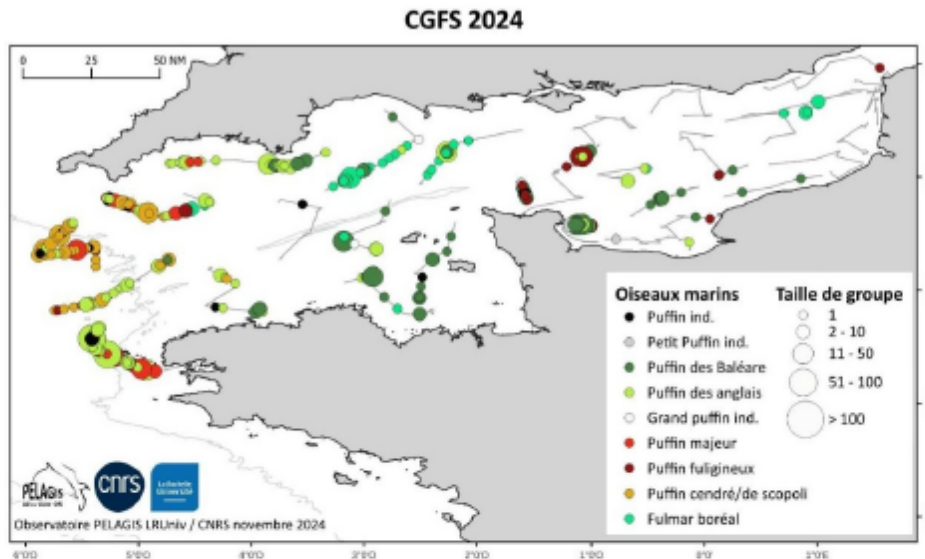 CGFS 2024
0 25 50 NM
Oiseaux marins
Puffin ind.
Petit Puffin ind.
Puffin des Baléare
Puffin des anglais
Grand puffin ind.
Puffin majeur
Puffin fuligineux
Puffin cendré/de scopoli
Fulmar boréal
Taille de groupe
1
2 - 10
11 - 50
51 - 100
> 100
PELAGIS
cnrs
La Rochelle
Université
Observatoire PELAGIS LRUniv / CNRS novembre 2024